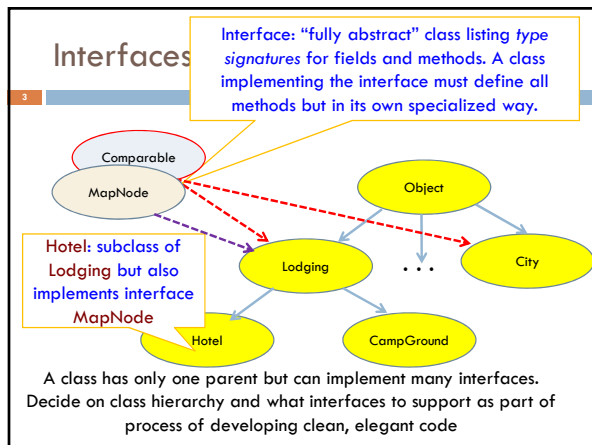 Interfaces
Interface: “fully abstract” class listing type
signatures for fields and methods. A class
implementing the interface must define all
methods but in its own specialized way.
3
Comparable
MapNode
Object
Hotel: subclass of
Lodging but also
implements interface
MapNode
Lodging
. . .
City
Hotel
CampGround
A class has only one parent but can implement many interfaces.
Decide on class hierarchy and what interfaces to support as part of
process of developing clean, elegant code